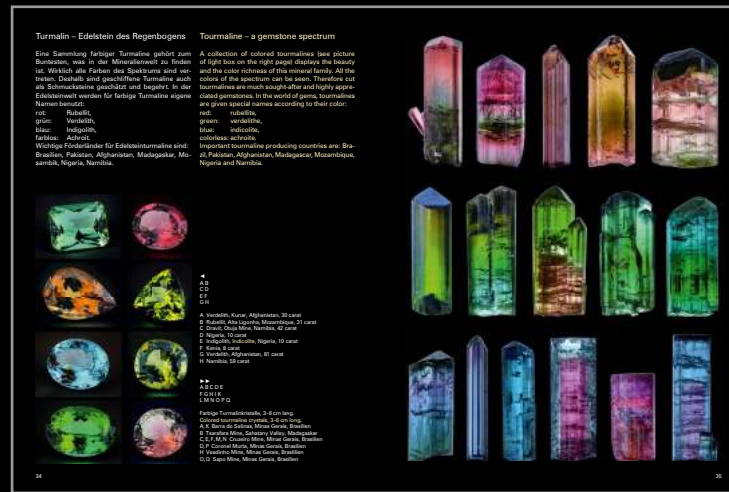 Turmalin – Edelstein des Regenbogens
Eine Sammlung farbiger Turmaline gehört zum
Buntesten, was in der Mineralienwelt zu finden
ist. Wirklich alle Farben des Spektrums sind ver-
treten. Deshalb sind geschliffene Turmaline auch
als Schmucksteine geschätzt und begehrt. In der
Edelsteinwelt werden für farbige Turmaline eigene
Namen benutzt:
rot: Rubellit,
grün: Verdelith,
blau: Indigolith,
farblos: Achroit.
Wichtige Förderländer für Edelsteinturmaline sind:
Brasilien, Pakistan, Afghanistan, Madagaskar, Mo-
sambik, Nigeria, Namibia.
Tourmaline – a gemstone spectrum
A collection of colored tourmalines (see picture
of light box on the right page) displays the beauty
and the color richness of this mineral family. All the
colors of the spectrum can be seen. Therefore cut
tourmalines are much sought-after and highly appre-
ciated gemstones. In the world of gems, tourmalines
are given special names according to their color:
red: rubellite,
green: verdelithe,
blue: indicolite,
colorless: achroite.
Important tourmaline producing countries are: Bra-
zil, Pakistan, Afghanistan, Madagascar, Mozambique,
Nigeria and Namibia.
◄
A B
C D
E F
G H
A Verdelith, Kunar, Afghanistan, 30 carat
B Rubellit, Alta Ligonha, Mozambique, 31 carat
C Dravit, Otuja Mine, Namibia, 42 carat
D Nigeria, 10 carat
E Indigolith, Indicolite, Nigeria, 10 carat
F Kenia, 8 carat
G Verdelith, Afghanistan, 81 carat
H Namibia, 59 carat
►►
A B C D E
F G H I K
L M N O P Q
Farbige Turmalinkristalle, 3-6 cm lang.
Colored tourmaline crystals, 3-6 cm long.
A,K Barra do Salinas, Minas Gerais, Brasilien
B Tsarafara Mine, Sahatany Valley, Madagaskar
C,E,F,M,N Cruzeiro Mine, Minas Gerais, Brasilien
D,P Coronel Murta, Minas Gerais, Brasilien
H Veadinho Mine, Minas Gerais, Brasilien
O,Q Sapo Mine, Minas Gerais, Brasilien
34
35